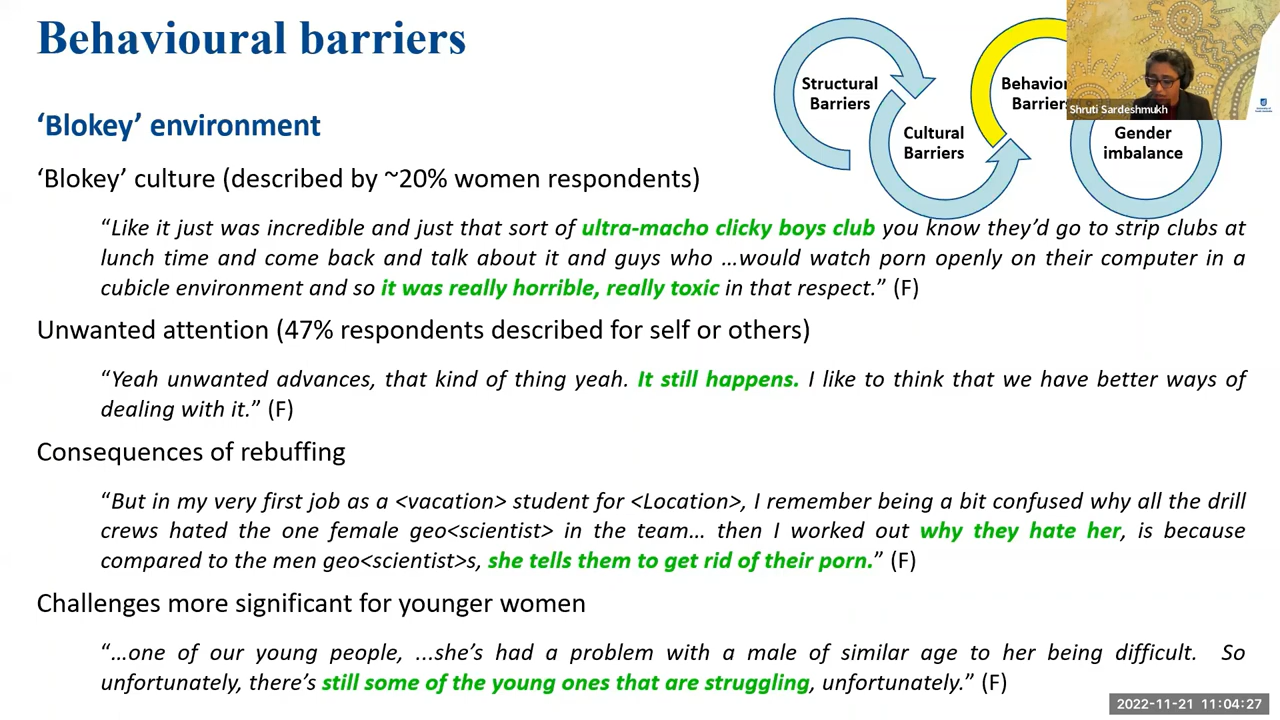 Behavioural barriers
Structural
Barriers
Cultural
Barriers
Behavio
Barrier
Gender
imbalance
Shruti Sardeshmukh
‘Blokey’ environment
‘Blokey’ culture (described by ~20% women respondents)
“Like it just was incredible and just that sort of ultra-macho clicky boys club you know they’d go to strip clubs at
lunch time and come back and talk about it and guys who …would watch porn openly on their computer in a
cubicle environment and so it was really horrible, really toxic in that respect.” (F)
Unwanted attention (47% respondents described for self or others)
“Yeah unwanted advances, that kind of thing yeah. It still happens. I like to think that we have better ways of
dealing with it.” (F)
Consequences of rebuffing
“But in my very first job as a <vacation> student for <Location>, I remember being a bit confused why all the drill
crews hated the one female geo<scientist> in the team… then I worked out why they hate her, is because
compared to the men geo<scientist>s, she tells them to get rid of their porn.” (F)
Challenges more significant for younger women
“…one of our young people, ...she’s had a problem with a male of similar age to her being difficult. So
unfortunately, there’s still some of the young ones that are struggling, unfortunately.” (F)
2022-11-21 11:04:27